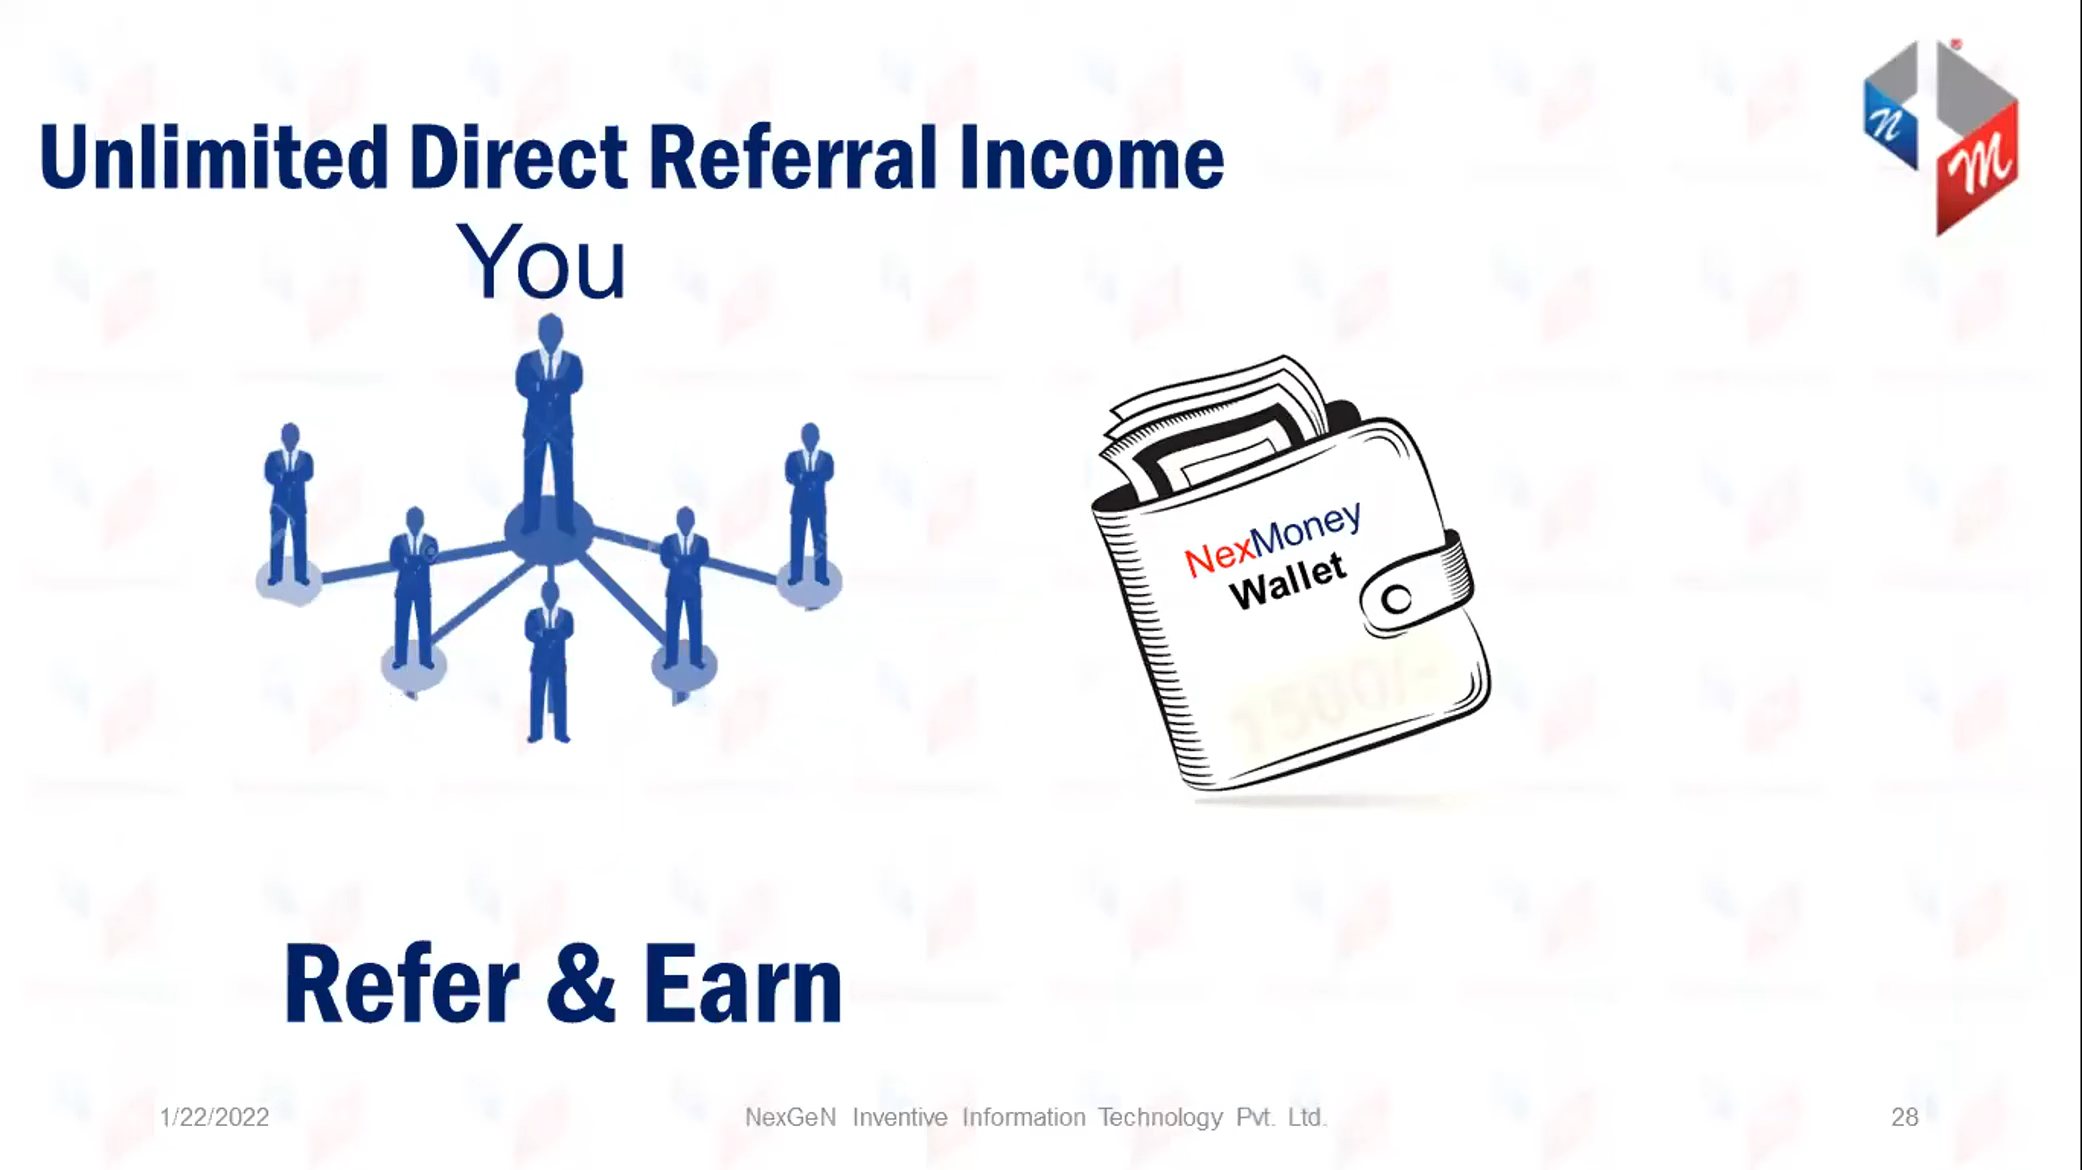 Unlimited Direct Referral Income
You
NexMoney
Wallet
1500/-
Refer & Earn
1/22/2022
NexGeN Inventive Information Technology Pvt. Ltd.
28
n
M